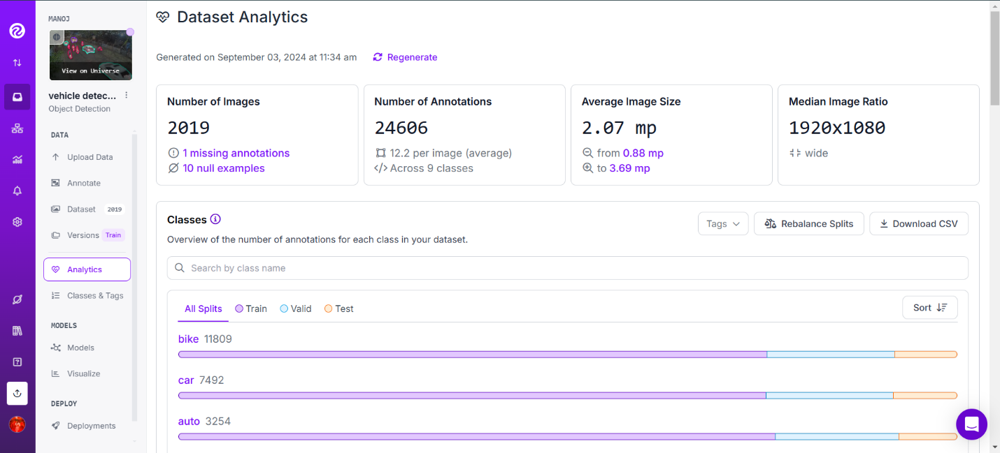 MANOJ
View on Universe
vehicle detec...
Object Detection
DATA
Upload Data
Annotate
Dataset 2019
Versions Train
Analytics
Classes & Tags
MODELS
Models
Visualize
DEPLOY
Deployments
Dataset Analytics
Generated on September 03, 2024 at 11:34 am Regenerate
Number of Images
2019
1 missing annotations
10 null examples
Number of Annotations
24606
12.2 per image (average)
</> Across 9 classes
Average Image Size
2.07 mp
from 0.88 mp
to 3.69 mp
Median Image Ratio
1920x1080
wide
Classes
Tags Rebalance Splits Download CSV
Overview of the number of annotations for each class in your dataset.
Search by class name
All Splits Train Valid Test Sort
bike 11809
car 7492
auto 3254